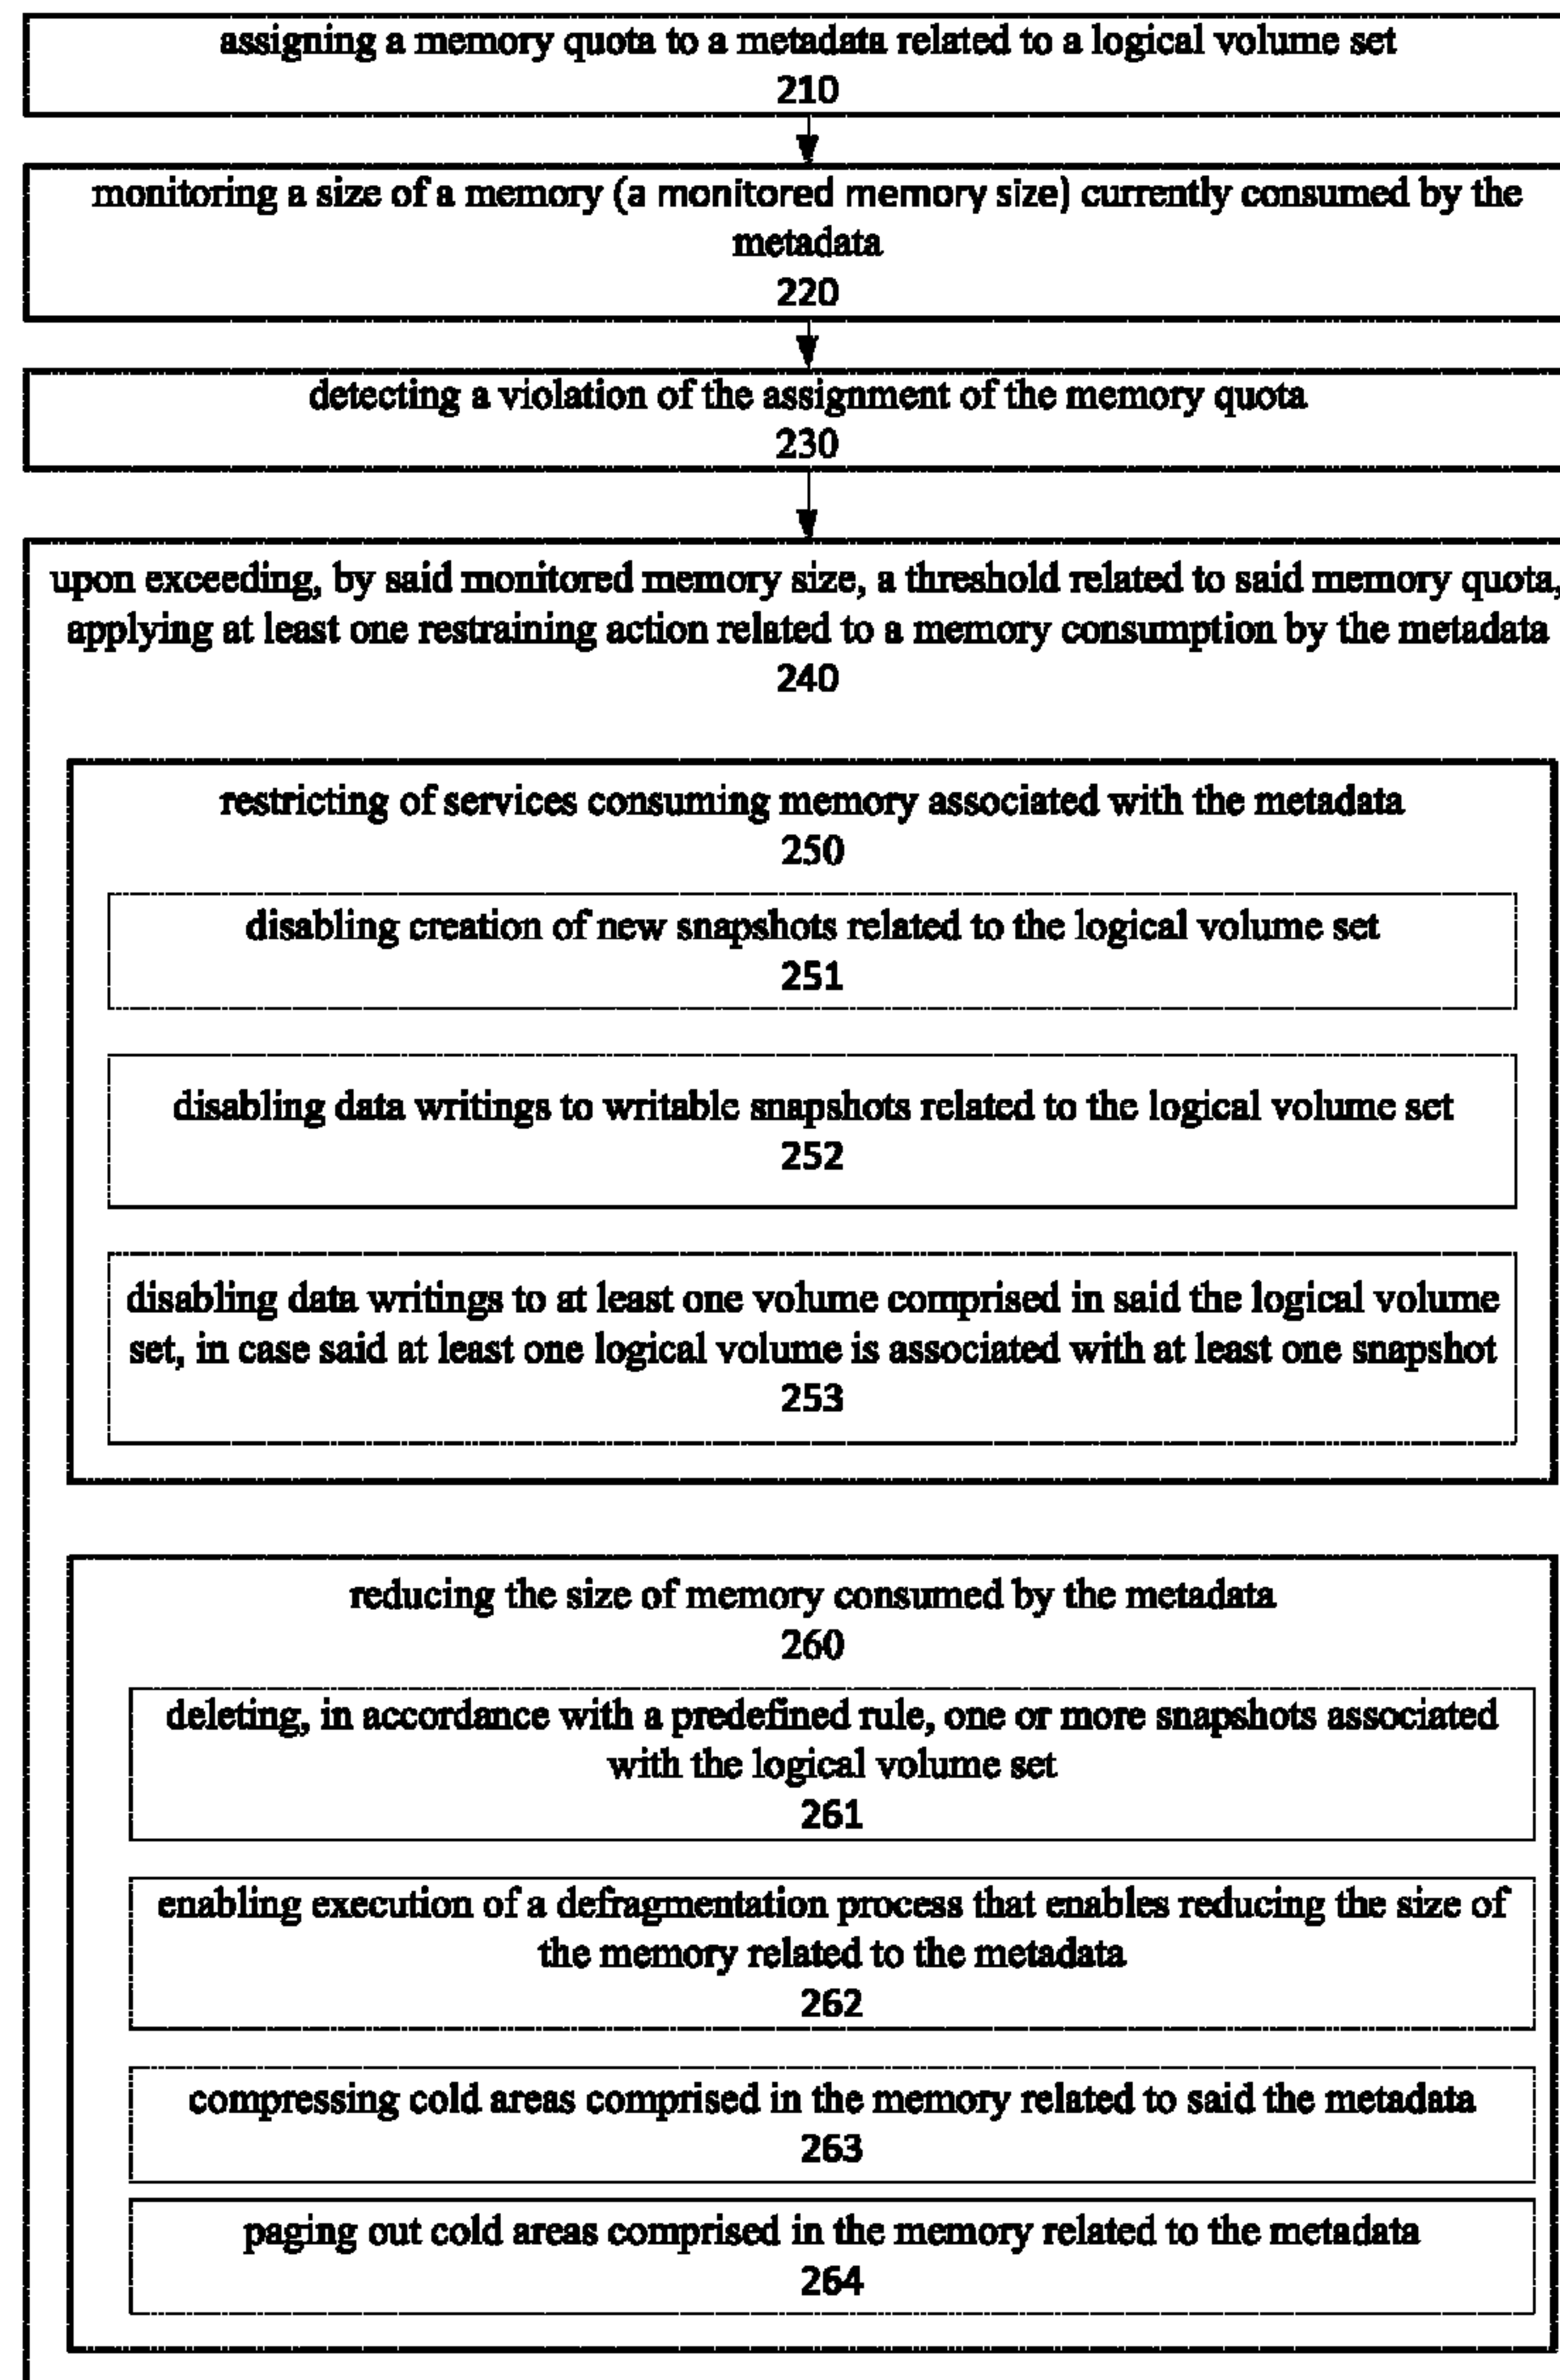 assigning a memory quota to a metadata related to a logical volume set
210
monitoring a size of a memory (a monitored memory size) currently consumed by the
metadata
220
detecting a violation of the assignment of the memory quota
230
upon exceeding, by said monitored memory size, a threshold related to said memory quota,
applying at least one restraining action related to a memory consumption by the metadata
240
restricting of services consuming memory associated with the metadata
250
disabling creation of new snapshots related to the logical volume set
251
disabling data writings to writable snapshots related to the logical volume set
252
disabling data writings to at least one volume comprised in said the logical volume
set, in case said at least one logical volume is associated with at least one snapshot
253
reducing the size of memory consumed by the metadata
260
deleting, in accordance with a predefined rule, one or more snapshots associated
with the logical volume set
261
enabling execution of a defragmentation process that enables reducing the size of
the memory related to the metadata
262
compressing cold areas comprised in the memory related to said the metadata
263
paging out cold areas comprised in the memory related to the metadata
264